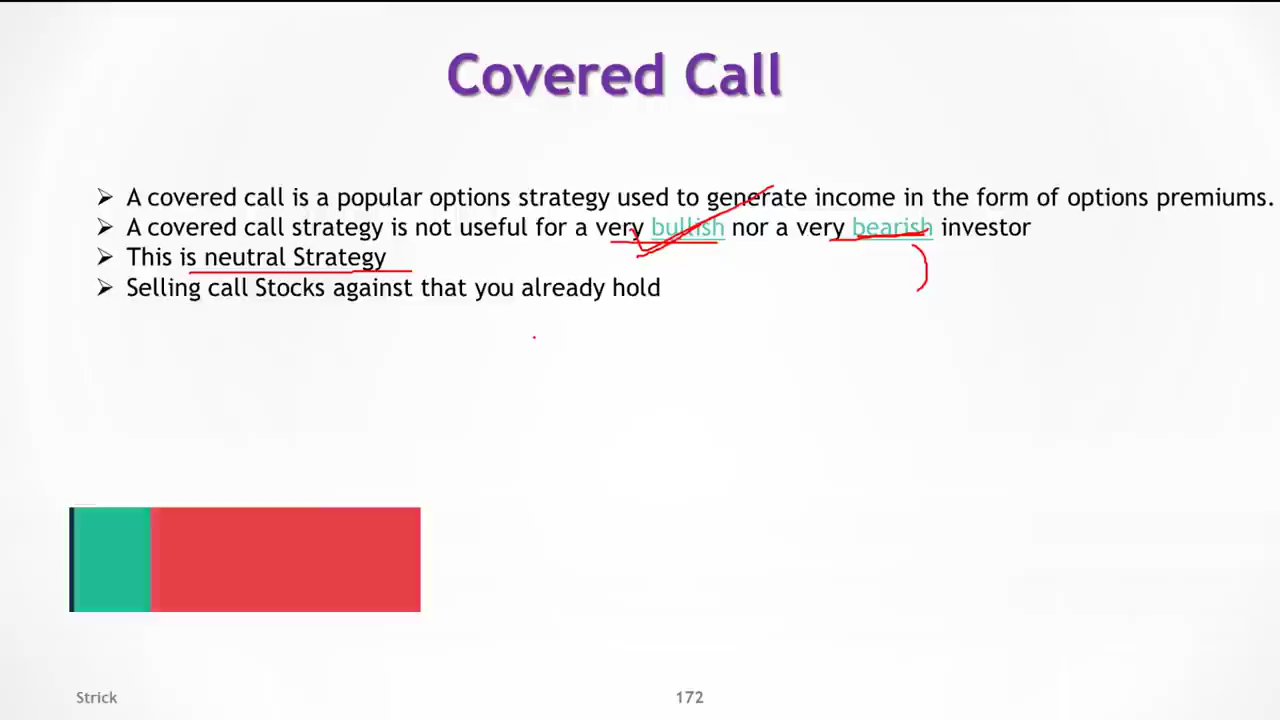 Covered Call
➢ A covered call is a popular options strategy used to generate income in the form of options premiums.
➢ A covered call strategy is not useful for a very bullish nor a very bearish investor
➢ This is neutral Strategy
➢ Selling call Stocks against that you already hold
Strick
172